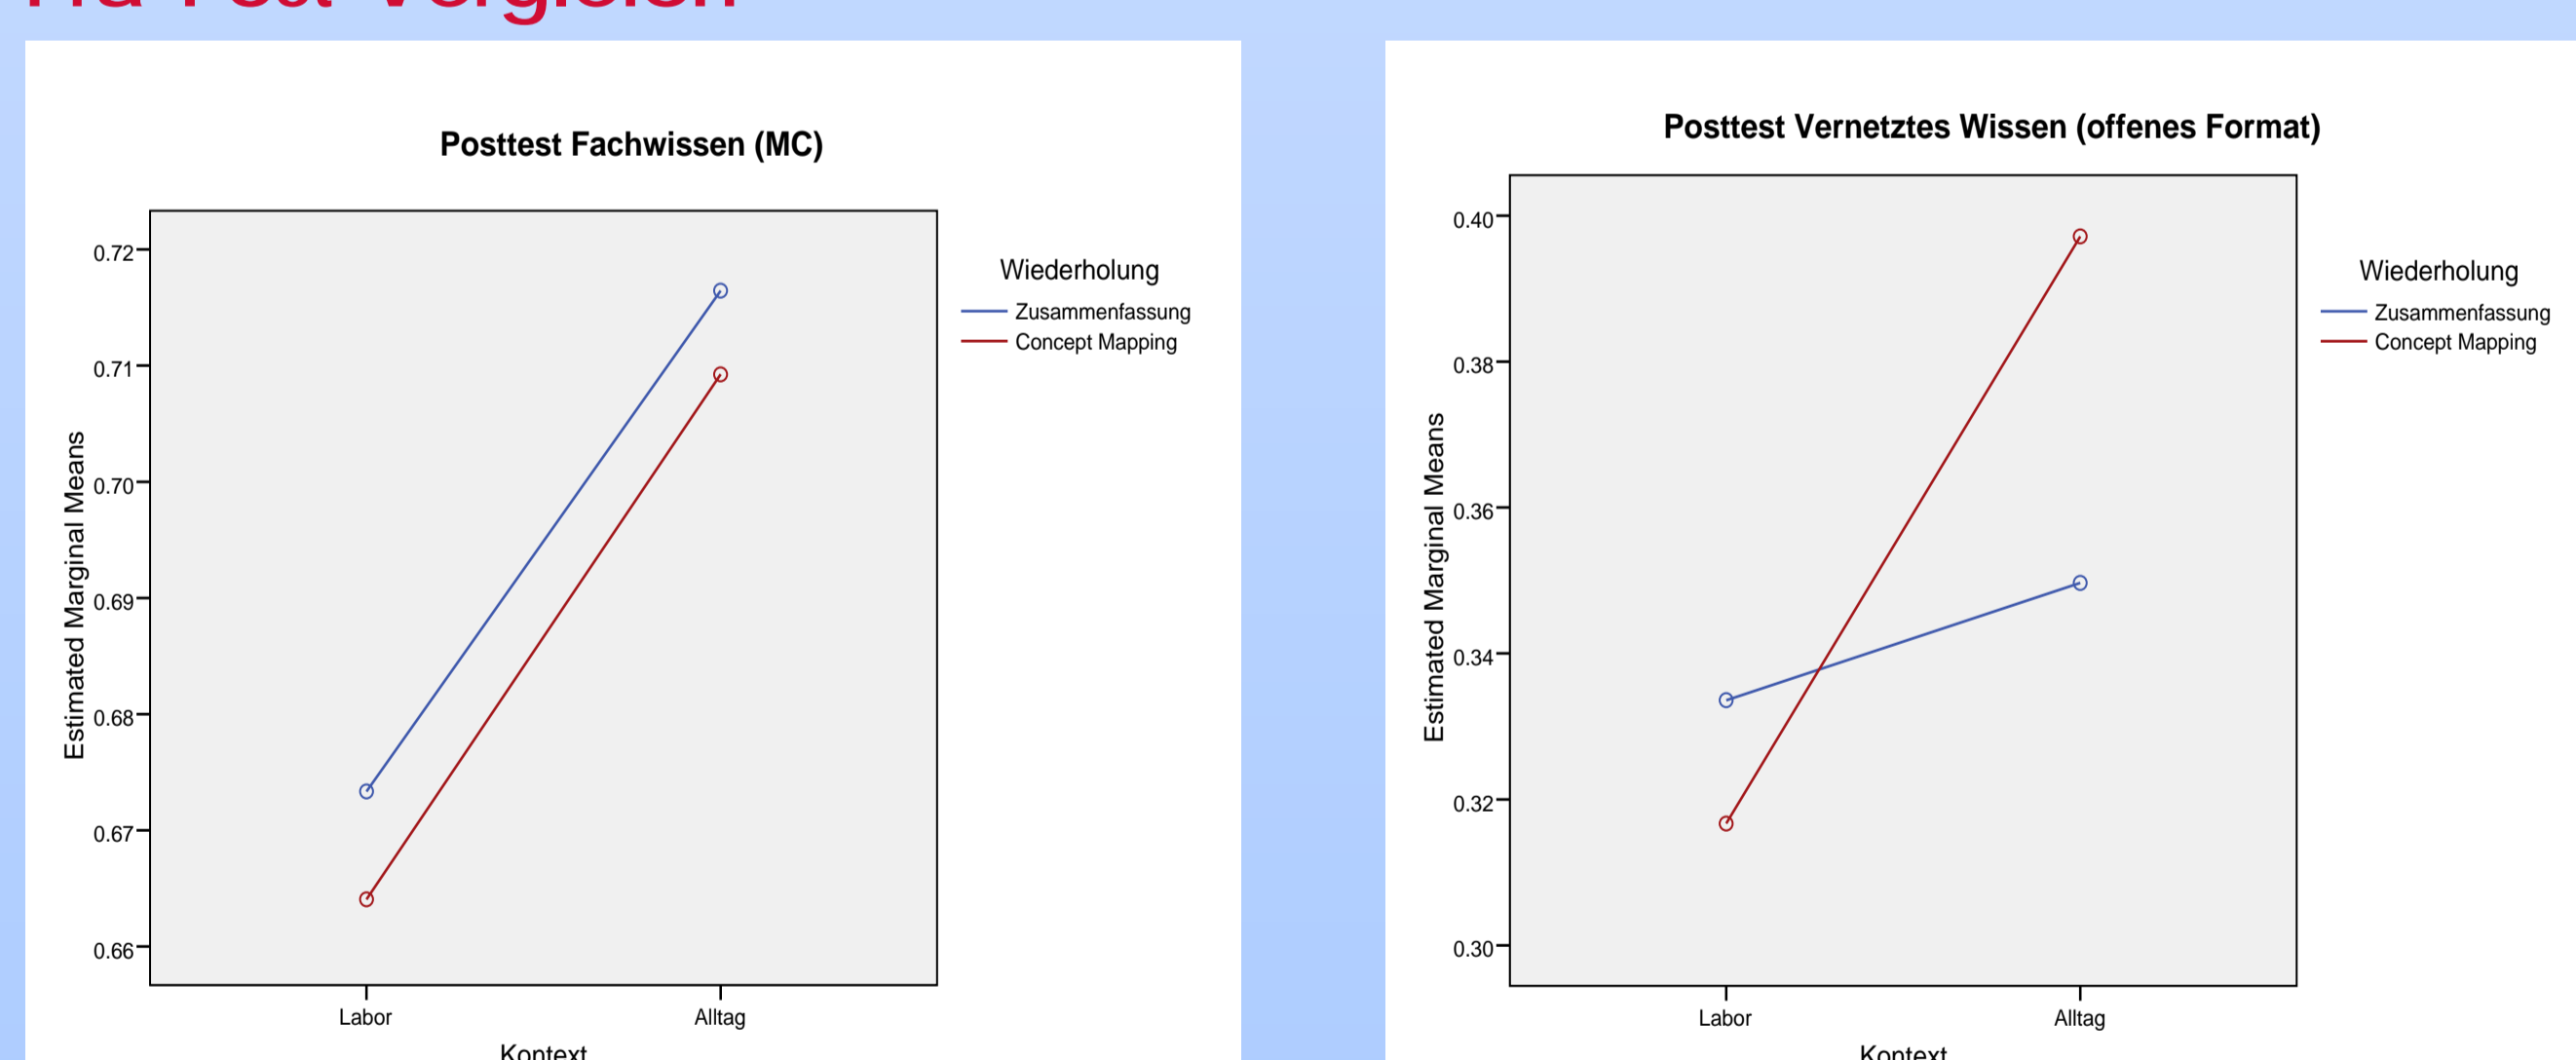 Posttest Fachwissen (MC)
0.72
0.71
0.70
0.69
0.68
0.67
0.66
Estimated Marginal Means
Labor
Alltag
Kontext
Wiederholung
Zusammenfassung
Concept Mapping
Posttest Vernetztes Wissen (offenes Format)
0.40
0.38
0.36
0.34
0.32
0.30
Estimated Marginal Means
Labor
Alltag
Kontext
Wiederholung
Zusammenfassung
Concept Mapping